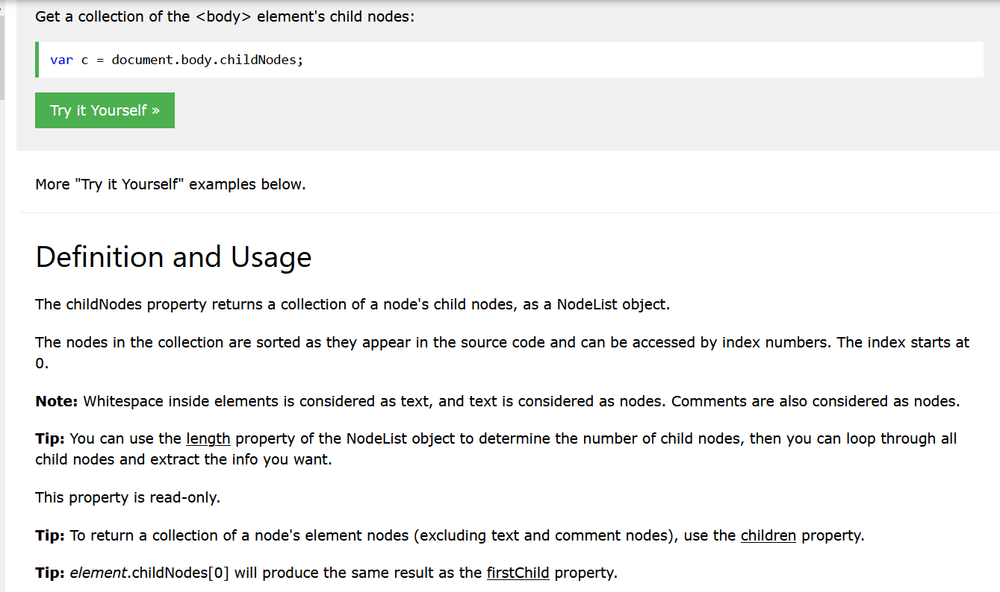 Get a collection of the <body> element's child nodes:
var c = document.body.childNodes;
Try it Yourself »
More "Try it Yourself" examples below.
Definition and Usage
The childNodes property returns a collection of a node's child nodes, as a NodeList object.
The nodes in the collection are sorted as they appear in the source code and can be accessed by index numbers. The index starts at
0.
Note: Whitespace inside elements is considered as text, and text is considered as nodes. Comments are also considered as nodes.
Tip: You can use the length property of the NodeList object to determine the number of child nodes, then you can loop through all
child nodes and extract the info you want.
This property is read-only.
Tip: To return a collection of a node's element nodes (excluding text and comment nodes), use the children property.
Tip: element.childNodes[0] will produce the same result as the firstChild property.